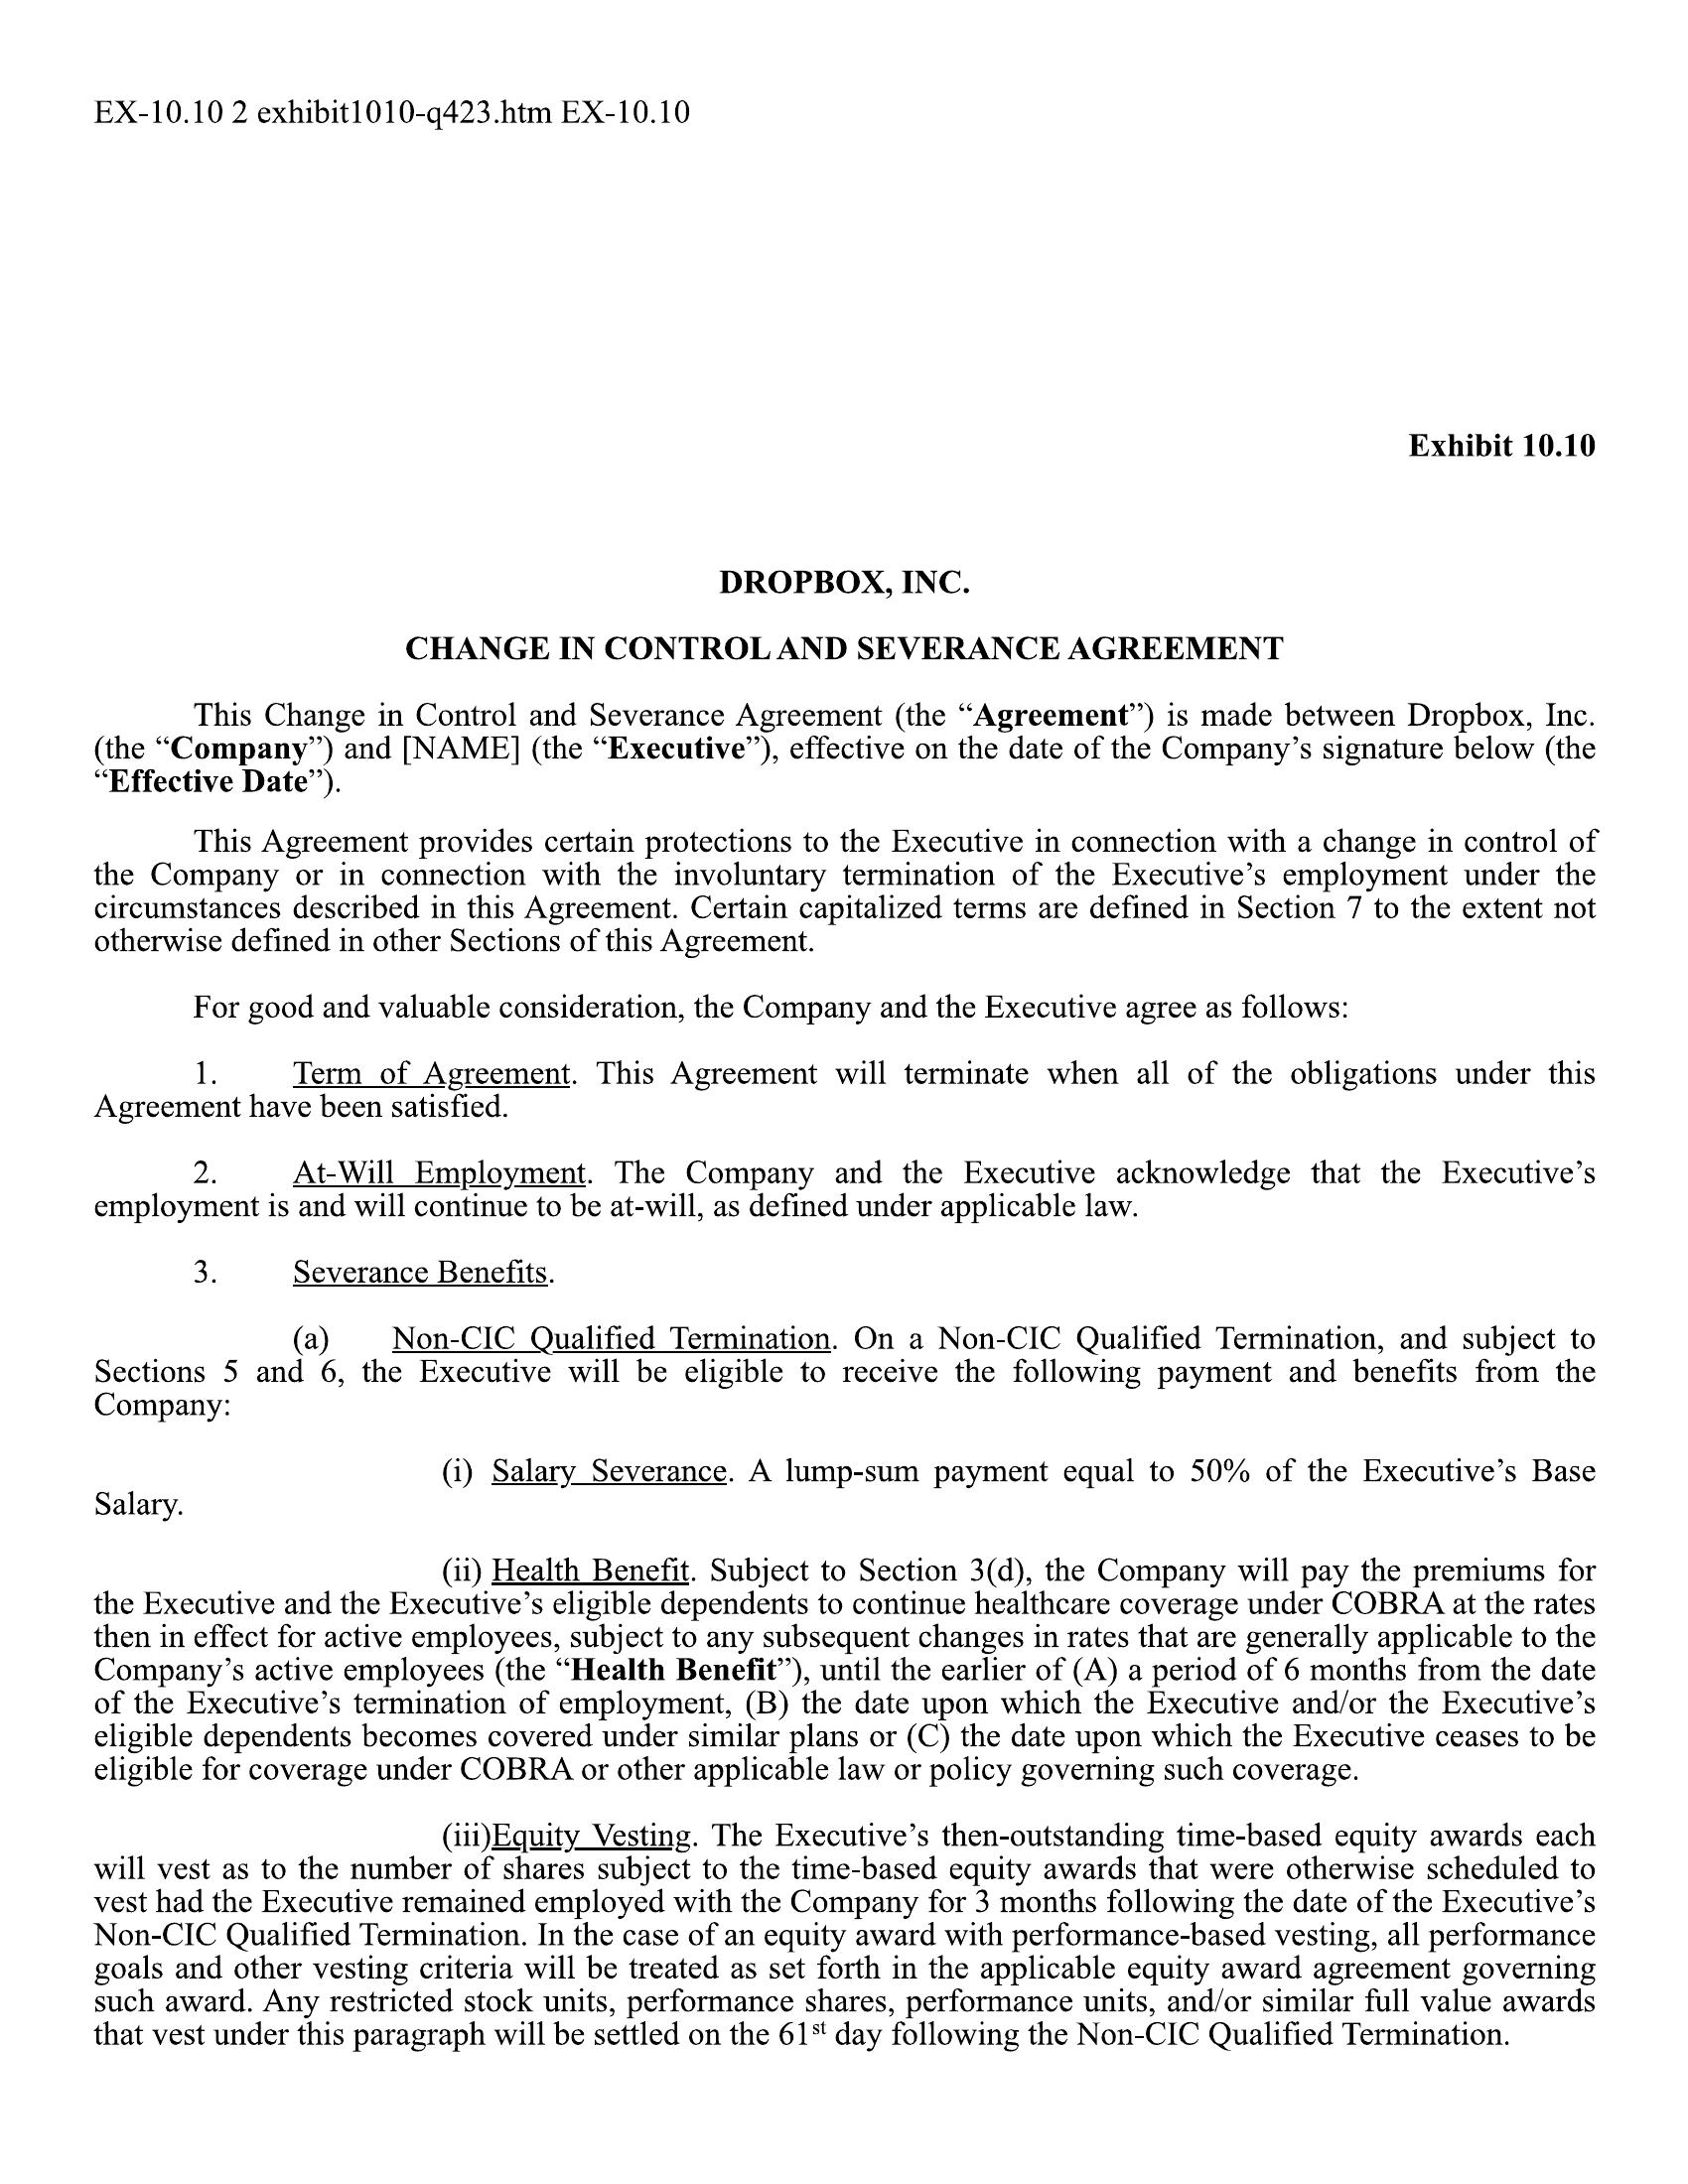 EX-10.10 2 exhibit1010-q423.htm EX-10.10
Exhibit 10.10
DROPBOX, INC.
CHANGE IN CONTROL AND SEVERANCE AGREEMENT
This Change in Control and Severance Agreement (the “Agreement”) is made between Dropbox, Inc.
(the “Company”) and [NAME] (the “Executive”), effective on the date of the Company’s signature below (the
“Effective Date”).
This Agreement provides certain protections to the Executive in connection with a change in control of
the Company or in connection with the involuntary termination of the Executive’s employment under the
circumstances described in this Agreement. Certain capitalized terms are defined in Section 7 to the extent not
otherwise defined in other Sections of this Agreement.
For good and valuable consideration, the Company and the Executive agree as follows:
1. Term of Agreement. This Agreement will terminate when all of the obligations under this
Agreement have been satisfied.
2. At-Will Employment. The Company and the Executive acknowledge that the Executive’s
employment is and will continue to be at-will, as defined under applicable law.
3. Severance Benefits.
(a) Non-CIC Qualified Termination. On a Non-CIC Qualified Termination, and subject to
Sections 5 and 6, the Executive will be eligible to receive the following payment and benefits from the
Company:
(i) Salary Severance. A lump-sum payment equal to 50% of the Executive’s Base
Salary.
(ii) Health Benefit. Subject to Section 3(d), the Company will pay the premiums for
the Executive and the Executive’s eligible dependents to continue healthcare coverage under COBRA at the rates
then in effect for active employees, subject to any subsequent changes in rates that are generally applicable to the
Company’s active employees (the “Health Benefit”), until the earlier of (A) a period of 6 months from the date
of the Executive’s termination of employment, (B) the date upon which the Executive and/or the Executive’s
eligible dependents becomes covered under similar plans or (C) the date upon which the Executive ceases to be
eligible for coverage under COBRA or other applicable law or policy governing such coverage.
(iii)Equity Vesting. The Executive’s then-outstanding time-based equity awards each
will vest as to the number of shares subject to the time-based equity awards that were otherwise scheduled to
vest had the Executive remained employed with the Company for 3 months following the date of the Executive’s
Non-CIC Qualified Termination. In the case of an equity award with performance-based vesting, all performance
goals and other vesting criteria will be treated as set forth in the applicable equity award agreement governing
such award. Any restricted stock units, performance shares, performance units, and/or similar full value awards
that vest under this paragraph will be settled on the 61st day following the Non-CIC Qualified Termination.